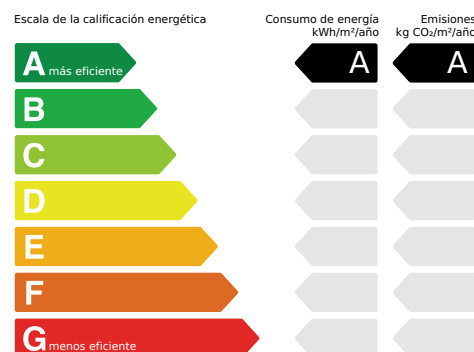 Escala de la calificación energética
Consumo de energía
kWh/m²/año
Emisiones
kg CO₂/m²/año
A más eficiente
A
A
B
C
D
E
F
G menos eficiente